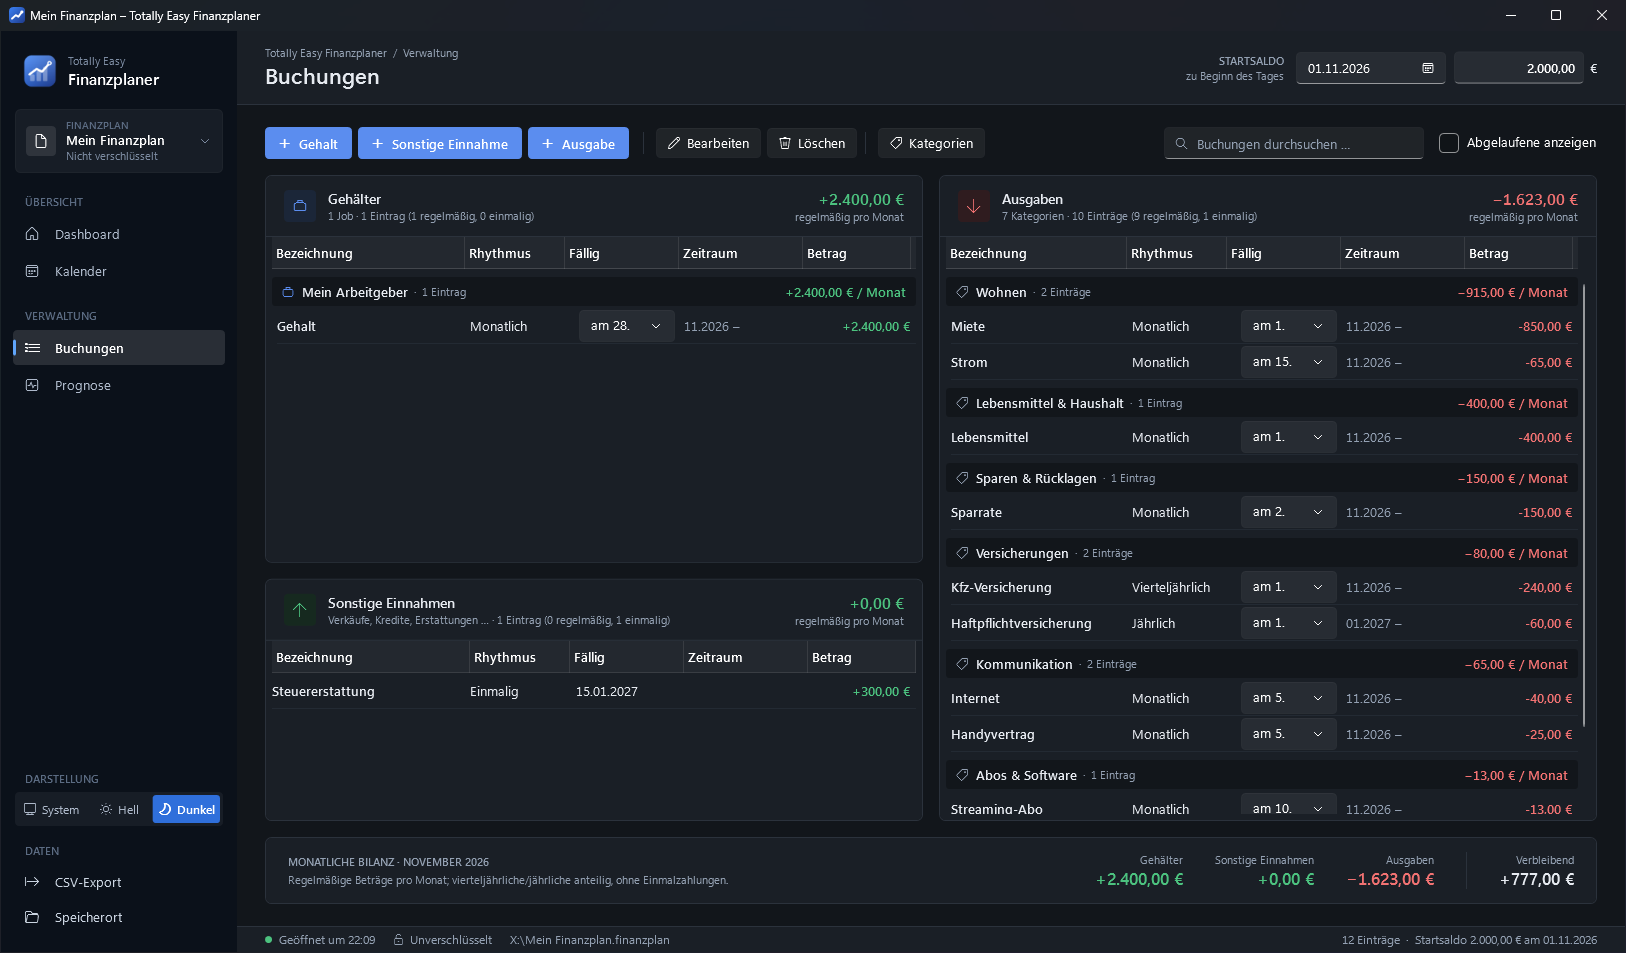 Mein Finanzplan – Totally Easy Finanzplaner
Totally Easy
Finanzplaner
FINANZPLAN
Mein Finanzplan
Nicht verschlüsselt
ÜBERSICHT
Dashboard
Kalender
VERWALTUNG
Buchungen
Prognose
DARSTELLUNG
System Hell Dunkel
DATEN
CSV-Export
Speicherort
Totally Easy Finanzplaner / Verwaltung
Buchungen
STARTSALDO
zu Beginn des Tages
01.11.2026
2.000,00 €
+ Gehalt
+ Sonstige Einnahme
+ Ausgabe
Bearbeiten
Löschen
Kategorien
Buchungen durchsuchen ...
Abgelaufene anzeigen
Gehälter +2.400,00 €
1 Job · 1 Eintrag (1 regelmäßig, 0 einmalig) regelmäßig pro Monat
Bezeichnung Rhythmus Fällig Zeitraum Betrag
Mein Arbeitgeber · 1 Eintrag +2.400,00 € / Monat
Gehalt Monatlich am 28. 11.2026 – +2.400,00 €
Sonstige Einnahmen +0,00 €
Verkäufe, Kredite, Erstattungen ... · 1 Eintrag (0 regelmäßig, 1 einmalig) regelmäßig pro Monat
Bezeichnung Rhythmus Fällig Zeitraum Betrag
Steuererstattung Einmalig 15.01.2027 +300,00 €
Ausgaben −1.623,00 €
7 Kategorien · 10 Einträge (9 regelmäßig, 1 einmalig) regelmäßig pro Monat
Bezeichnung Rhythmus Fällig Zeitraum Betrag
Wohnen · 2 Einträge −915,00 € / Monat
Miete Monatlich am 1. 11.2026 – -850,00 €
Strom Monatlich am 15. 11.2026 – -65,00 €
Lebensmittel & Haushalt · 1 Eintrag −400,00 € / Monat
Lebensmittel Monatlich am 1. 11.2026 – -400,00 €
Sparen & Rücklagen · 1 Eintrag −150,00 € / Monat
Sparrate Monatlich am 2. 11.2026 – -150,00 €
Versicherungen · 2 Einträge −80,00 € / Monat
Kfz-Versicherung Vierteljährlich am 1. 11.2026 – -240,00 €
Haftpflichtversicherung Jährlich am 1. 01.2027 – -60,00 €
Kommunikation · 2 Einträge −65,00 € / Monat
Internet Monatlich am 5. 11.2026 – -40,00 €
Handyvertrag Monatlich am 5. 11.2026 – -25,00 €
Abos & Software · 1 Eintrag −13,00 € / Monat
Streaming-Abo Monatlich am 10. 11.2026 – -13,00 €
MONATLICHE BILANZ · NOVEMBER 2026
Regelmäßige Beträge pro Monat; vierteljährliche/jährliche anteilig, ohne Einmalzahlungen.
Gehälter Sonstige Einnahmen Ausgaben Verbleibend
+2.400,00 € +0,00 € −1.623,00 € +777,00 €
Geöffnet um 22:09 Unverschlüsselt X:\Mein Finanzplan.finanzplan
12 Einträge · Startsaldo 2.000,00 € am 01.11.2026